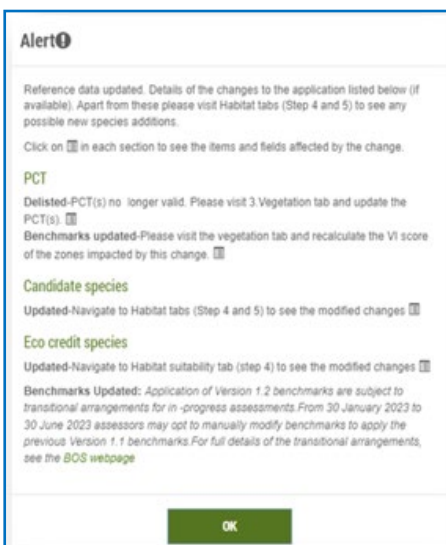 Alert
Reference data updated. Details of the changes to the application listed below (if
available). Apart from these please visit Habitat tabs (Step 4 and 5) to see any
possible new species additions.
Click on in each section to see the items and fields affected by the change.
PCT
Delisted-PCT(s) no longer valid. Please visit 3.Vegetation tab and update the
PCT(s).
Benchmarks updated-Please visit the vegetation tab and recalculate the VI score
of the zones impacted by this change.
Candidate species
Updated-Navigate to Habitat tabs (Step 4 and 5) to see the modified changes
Eco credit species
Updated-Navigate to Habitat suitability tab (step 4) to see the modified changes
Benchmarks Updated: Application of Version 1.2 benchmarks are subject to
transitional arrangements for in -progress assessments.From 30 January 2023 to
30 June 2023 assessors may opt to manually modify benchmarks to apply the
previous Version 1.1 benchmarks.For full details of the transitional arrangements,
see the BOS webpage
OK